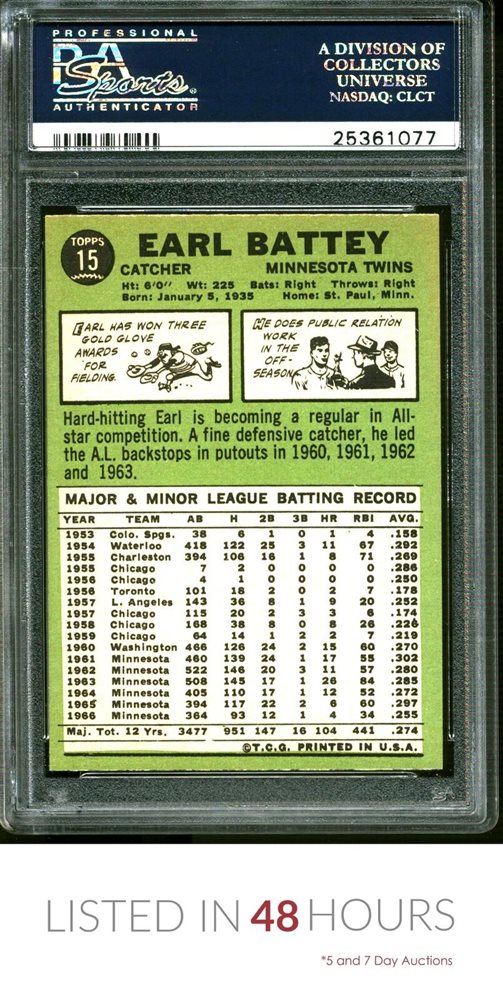 PROFESSIONAL
PSA
Sports®
AUTHENTICATOR
A DIVISION OF
COLLECTORS
UNIVERSE
NASDAQ: CLCT
25361077
TOPPS
15
EARL BATTEY
CATCHER MINNESOTA TWINS
Ht: 6'0" Wt: 225 Bats: Right Throws: Right
Born: January 5, 1935 Home: St. Paul, Minn.
EARL HAS WON THREE
GOLD GLOVE
AWARDS
FOR
FIELDING.
HE DOES PUBLIC RELATION
WORK
IN THE
OFF-
SEASON.
Hard-hitting Earl is becoming a regular in All-
star competition. A fine defensive catcher, he led
the A.L. backstops in putouts in 1960, 1961, 1962
and 1963.
MAJOR & MINOR LEAGUE BATTING RECORD
YEAR TEAM AB H 2B 3B HR RBI AVG.
1953 Colo. Spgs. 38 6 1 0 1 4 .158
1954 Waterloo 418 122 25 3 11 67 .292
1955 Charleston 394 106 16 1 8 71 .269
1955 Chicago 7 2 0 0 0 0 .286
1956 Chicago 4 1 0 0 0 0 .250
1956 Toronto 101 18 2 0 2 7 .178
1957 L. Angeles 143 36 8 1 9 20 .252
1957 Chicago 115 20 2 3 3 6 .174
1958 Chicago 168 38 8 0 8 26 .226
1959 Chicago 64 14 1 2 2 7 .219
1960 Washington 466 126 24 2 15 60 .270
1961 Minnesota 460 139 24 1 17 55 .302
1962 Minnesota 522 146 20 3 11 57 .280
1963 Minnesota 508 145 17 1 26 84 .285
1964 Minnesota 405 110 17 1 12 52 .272
1965 Minnesota 394 117 22 2 6 60 .297
1966 Minnesota 364 93 12 1 4 34 .255
Maj. Tot. 12 Yrs. 3477 951 147 16 104 441 .274
©T.C.G. PRINTED IN U.S.A.
LISTED IN 48 HOURS
*5 and 7 Day Auctions